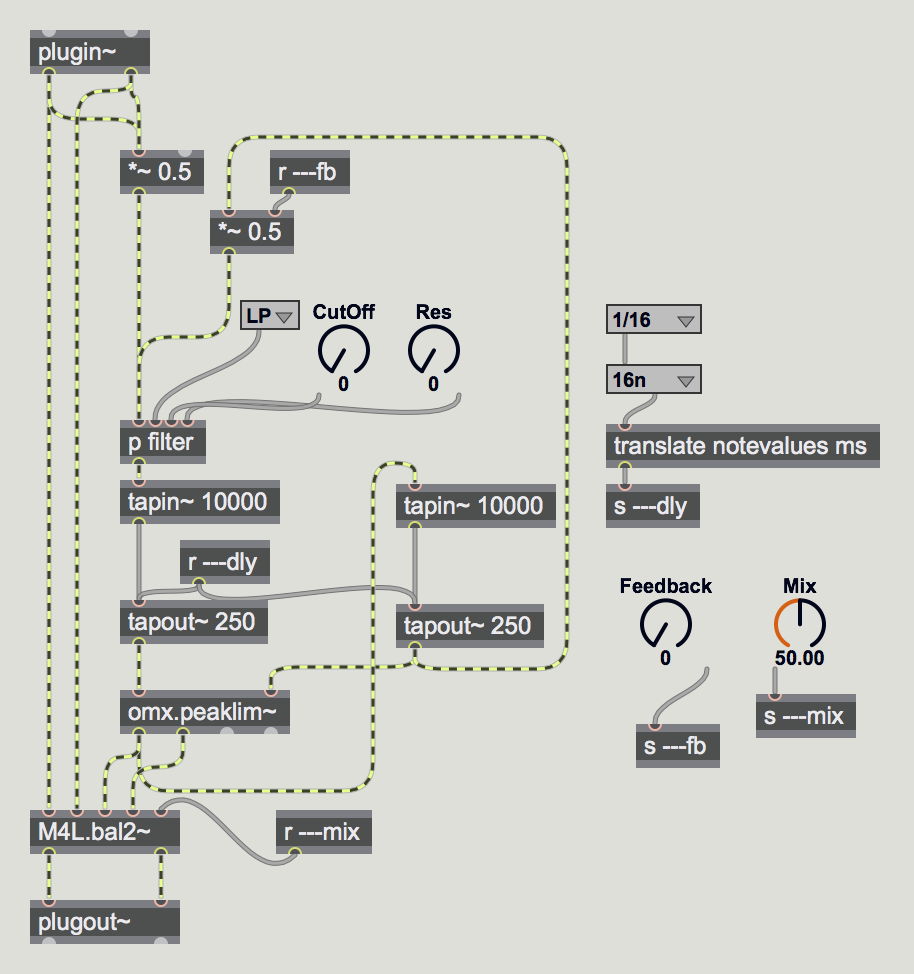 plugin~
*~ 0.5
r ---fb
*~ 0.5
LP
CutOff
Res
0
0
1/16
16n
p filter
translate notevalues ms
tapin~ 10000
tapin~ 10000
s ---dly
r ---dly
tapout~ 250
tapout~ 250
Feedback
Mix
0
50.00
omx.peaklim~
s ---mix
s ---fb
M4L.bal2~
r ---mix
plugout~